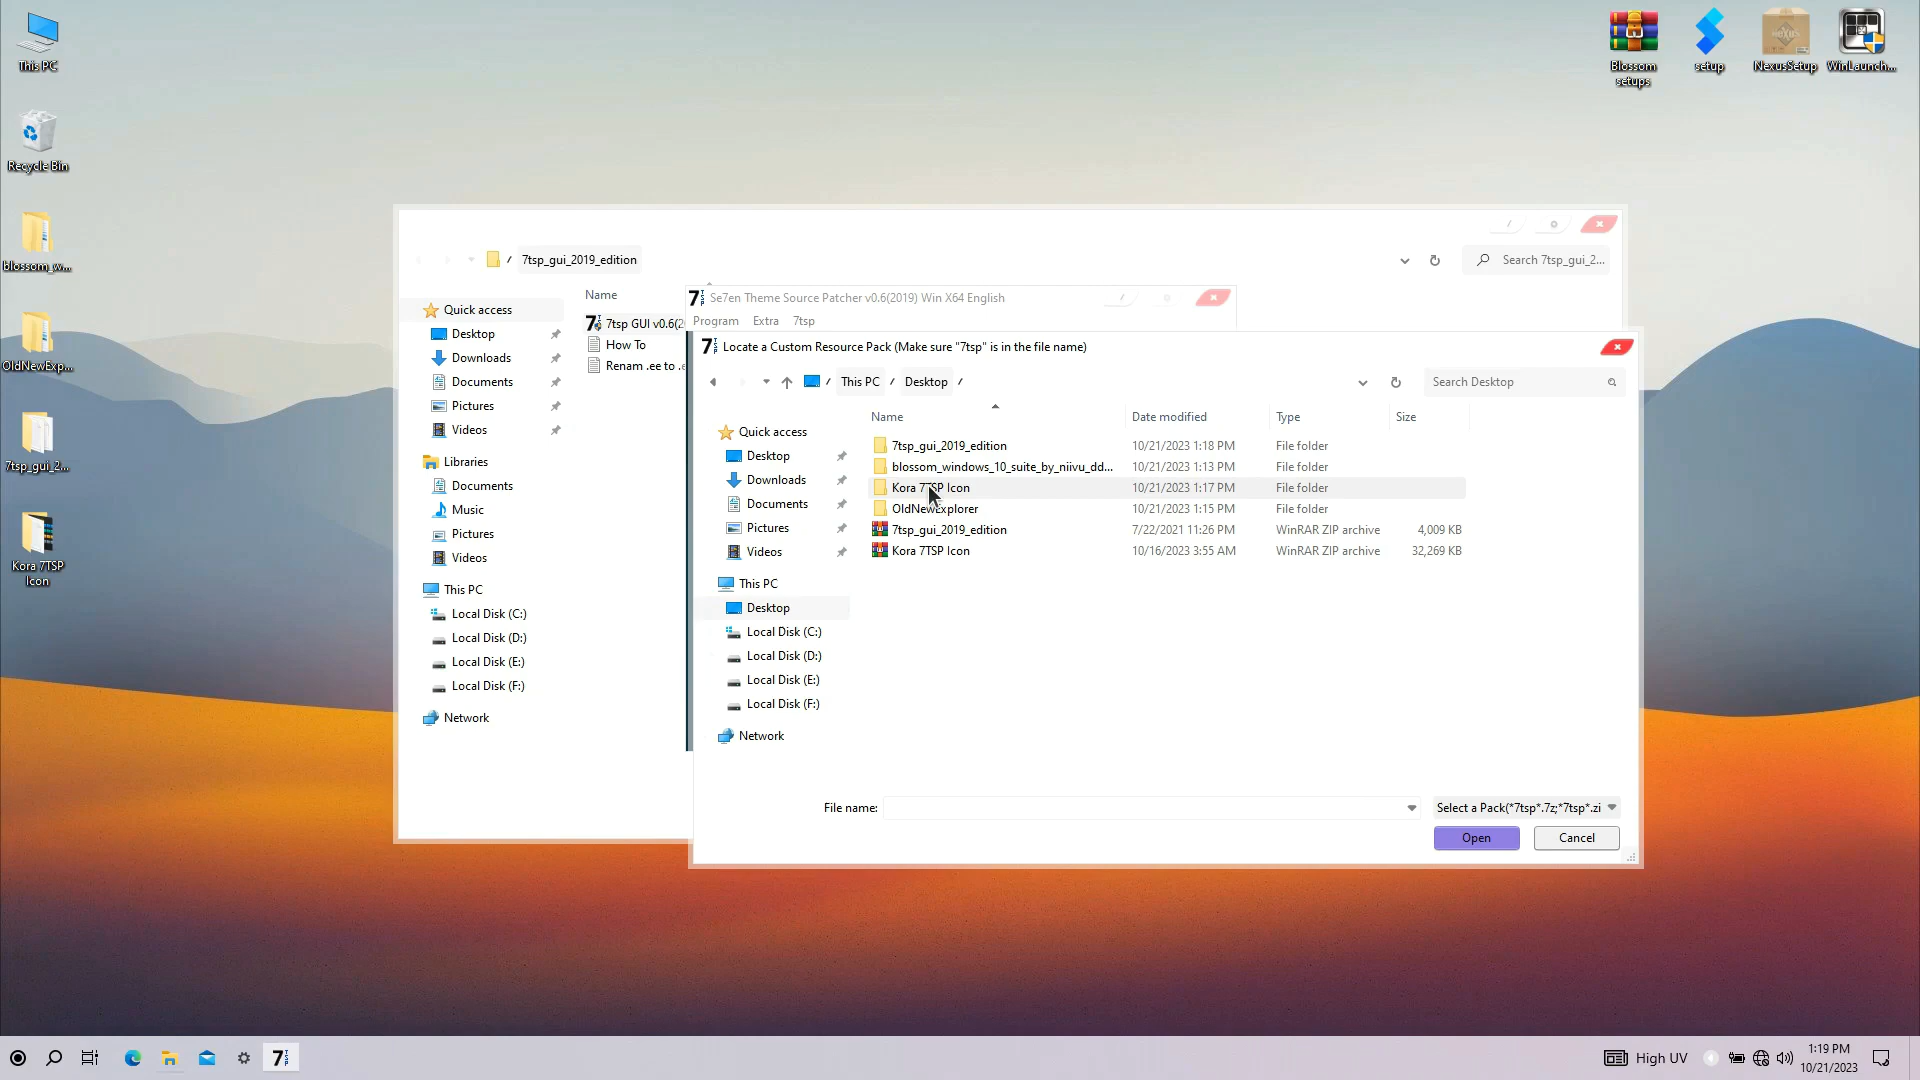 This PC
Recycle Bin
blossom_w...
OldNewExp...
7tsp_gui_2...
Kora 7TSP
Icon
Blossom
setups
setup
NexusSetup
WinLaunch...
/ 7tsp_gui_2019_edition
Search 7tsp_gui_2...
Quick access
Desktop
Downloads
Documents
Pictures
Videos
Libraries
Documents
Music
Pictures
Videos
This PC
Local Disk (C:)
Local Disk (D:)
Local Disk (E:)
Local Disk (F:)
Network
Name
7tsp GUI v0.6(2
How To
Rename .ee to .e
Se7en Theme Source Patcher v0.6(2019) Win X64 English
Program Extra 7tsp
Locate a Custom Resource Pack (Make sure "7tsp" is in the file name)
/ This PC / Desktop /
Search Desktop
Quick access
Desktop
Downloads
Documents
Pictures
Videos
This PC
Desktop
Local Disk (C:)
Local Disk (D:)
Local Disk (E:)
Local Disk (F:)
Network
Name Date modified Type Size
7tsp_gui_2019_edition 10/21/2023 1:18 PM File folder
blossom_windows_10_suite_by_niivu_dd... 10/21/2023 1:13 PM File folder
Kora 7TSP Icon 10/21/2023 1:17 PM File folder
OldNewExplorer 10/21/2023 1:15 PM File folder
7tsp_gui_2019_edition 7/22/2021 11:26 PM WinRAR ZIP archive 4,009 KB
Kora 7TSP Icon 10/16/2023 3:55 AM WinRAR ZIP archive 32,269 KB
File name:
Select a Pack(*7tsp*.7z;*7tsp*.zi
Open Cancel
High UV
1:19 PM
10/21/2023